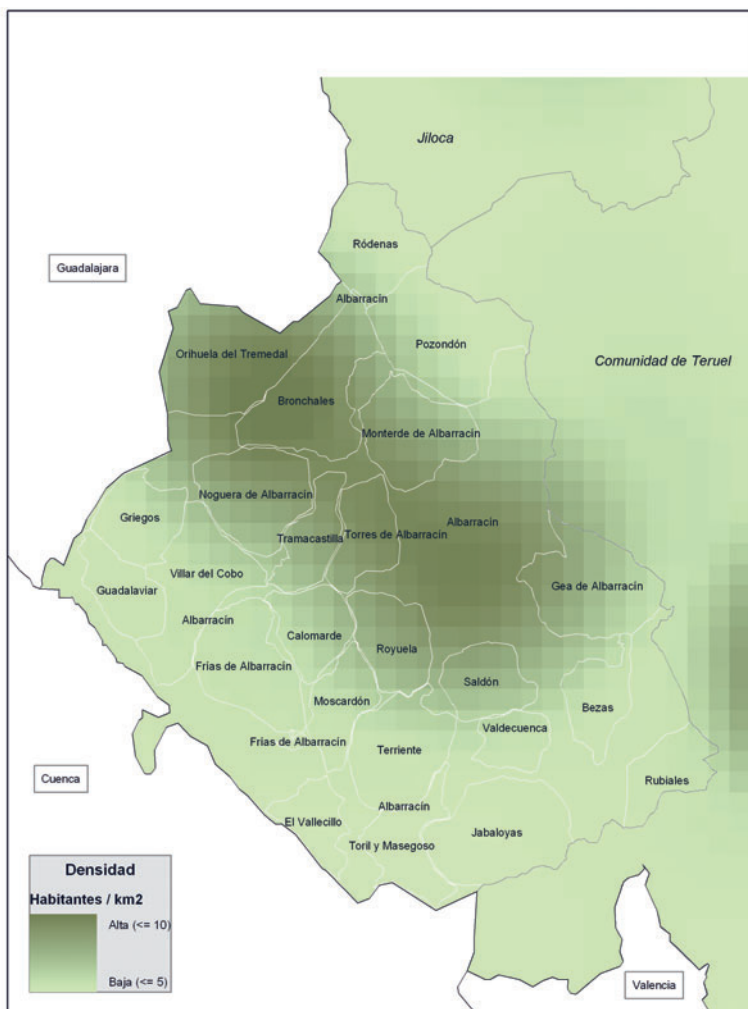 Jiloca
Ródenas
Guadalajara
Albarracín
Pozondón
Orihuela del Tremedal
Comunidad de Teruel
Bronchales
Monterde de Albarracín
Noguera de Albarracín
Griegos
Albarracín
Tramacastilla
Torres de Albarracín
Villar del Cobo
Guadalaviar
Gea de Albarracín
Albarracín
Calomarde
Royuela
Frías de Albarracín
Saldón
Moscardón
Bezas
Valdecuenca
Frías de Albarracín
Terriente
Cuenca
Rubiales
Albarracín
El Vallecillo
Jabaloyas
Toril y Masegoso
Densidad
Habitantes / km2
Alta (<= 10)
Baja (<= 5)
Valencia